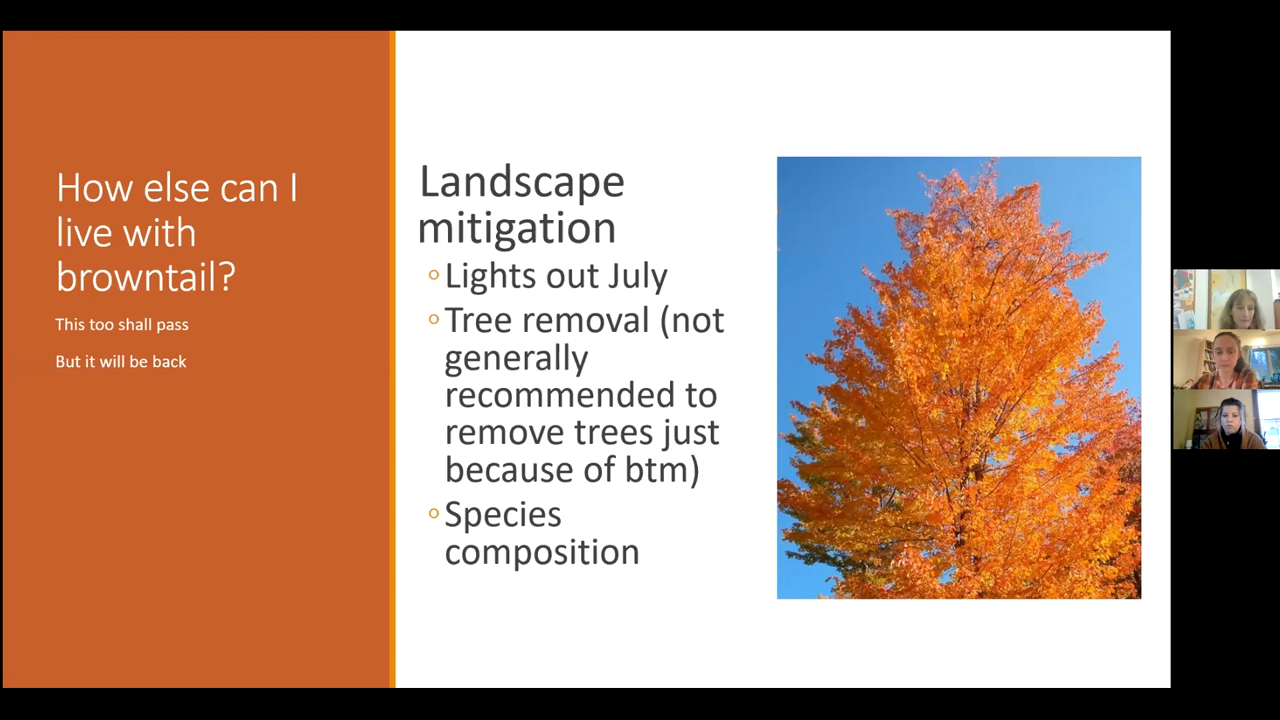 How else can I
live with
browntail?
This too shall pass
But it will be back
Landscape
mitigation
Lights out July
Tree removal (not
generally
recommended to
remove trees just
because of btm)
Species
composition